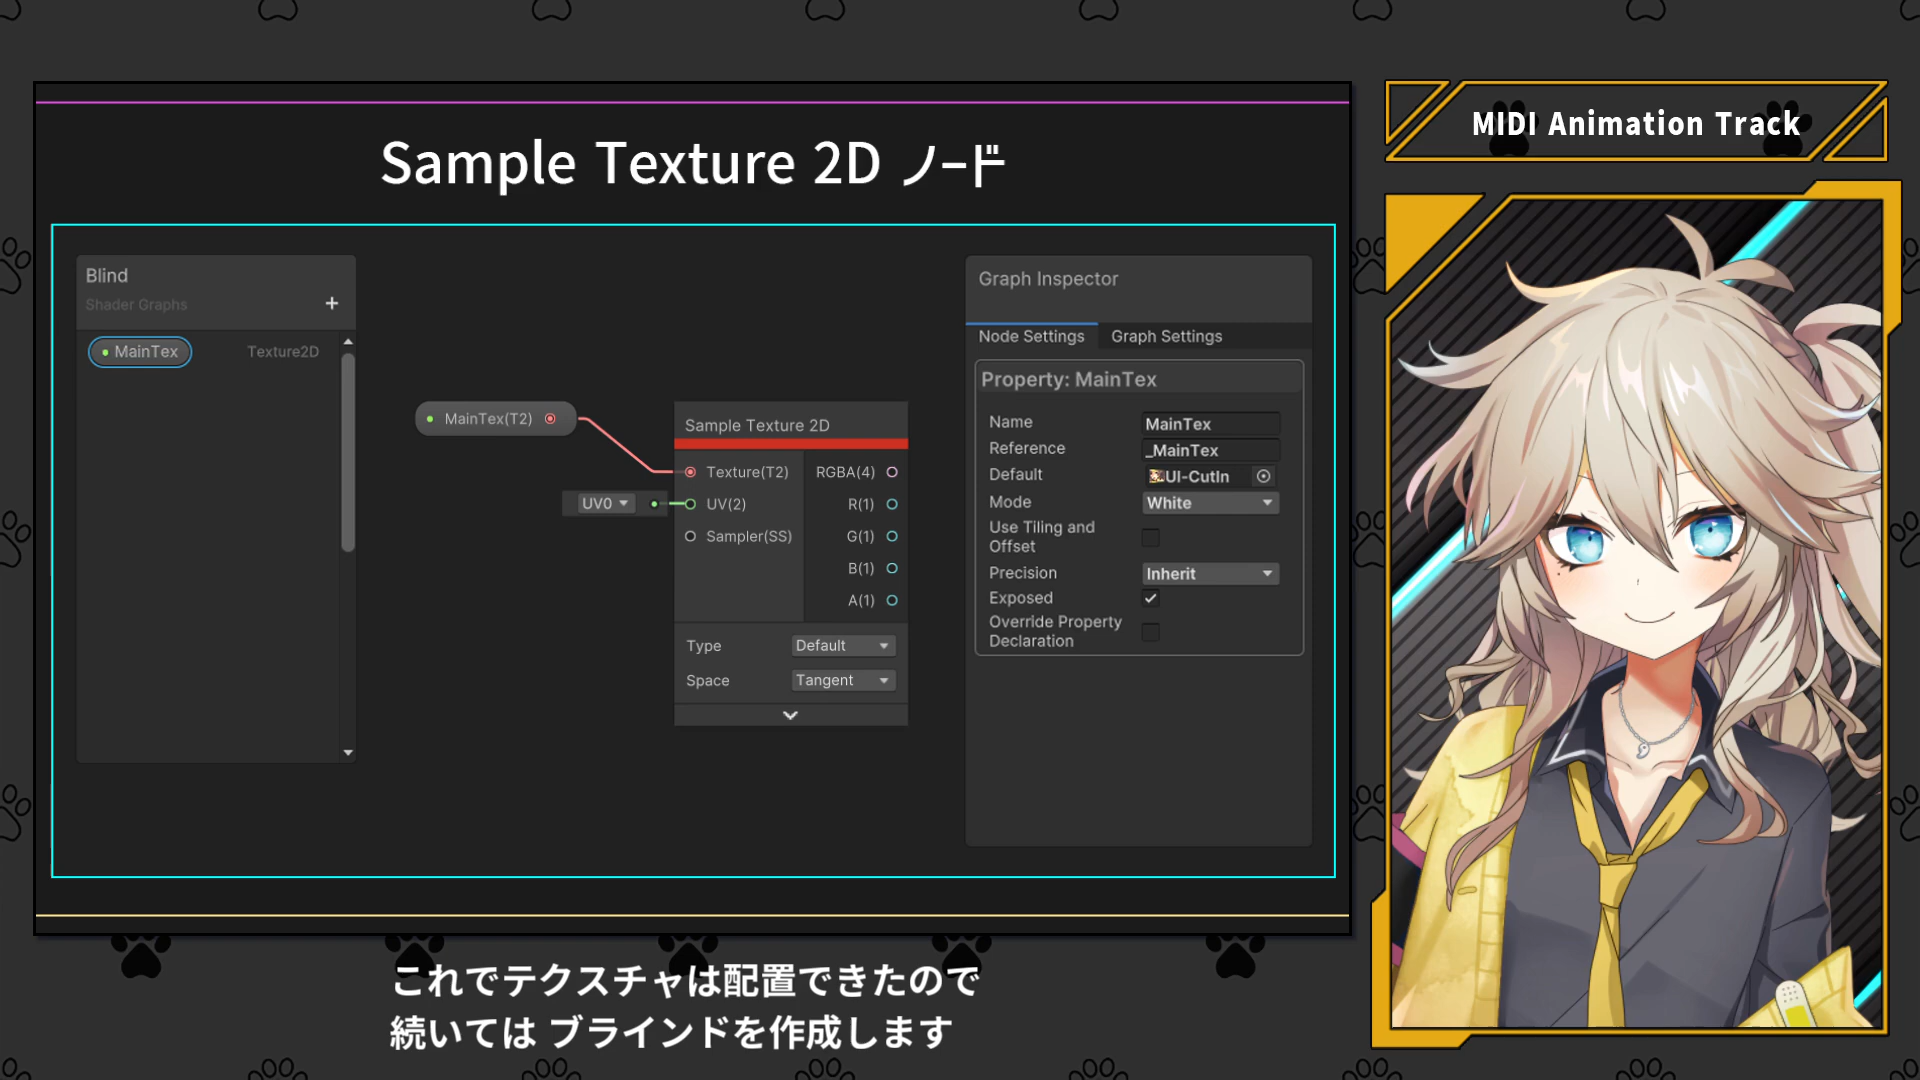 MIDI Animation Track
Sample Texture 2D ノード
Blind
Shader Graphs
+
MainTex
Texture2D
MainTex(T2)
UV0
Sample Texture 2D
Texture(T2)
UV(2)
Sampler(SS)
RGBA(4)
R(1)
G(1)
B(1)
A(1)
Type Default
Space Tangent
Graph Inspector
Node Settings Graph Settings
Property: MainTex
Name MainTex
Reference _MainTex
Default UI-CutIn
Mode White
Use Tiling and
Offset
Precision Inherit
Exposed
Override Property
Declaration
これでテクスチャは配置できたので
続いては ブラインドを作成します